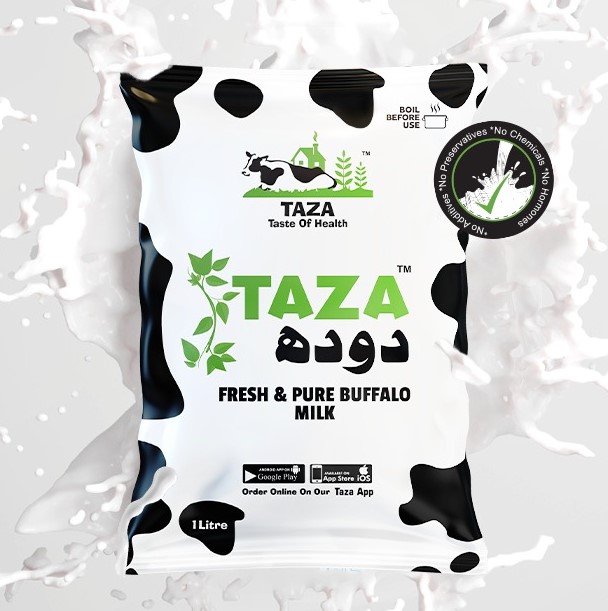 BOIL
BEFORE
USE
*No Additives *No Preservatives *No Chemicals *No Hormones
TM
TAZA
Taste Of Health
TAZA TM
دودھ
FRESH & PURE BUFFALO
MILK
ANDROID APP ON
Google Play
AVAILABLE ON
App Store iOS
Order Online On Our Taza App
1 Litre